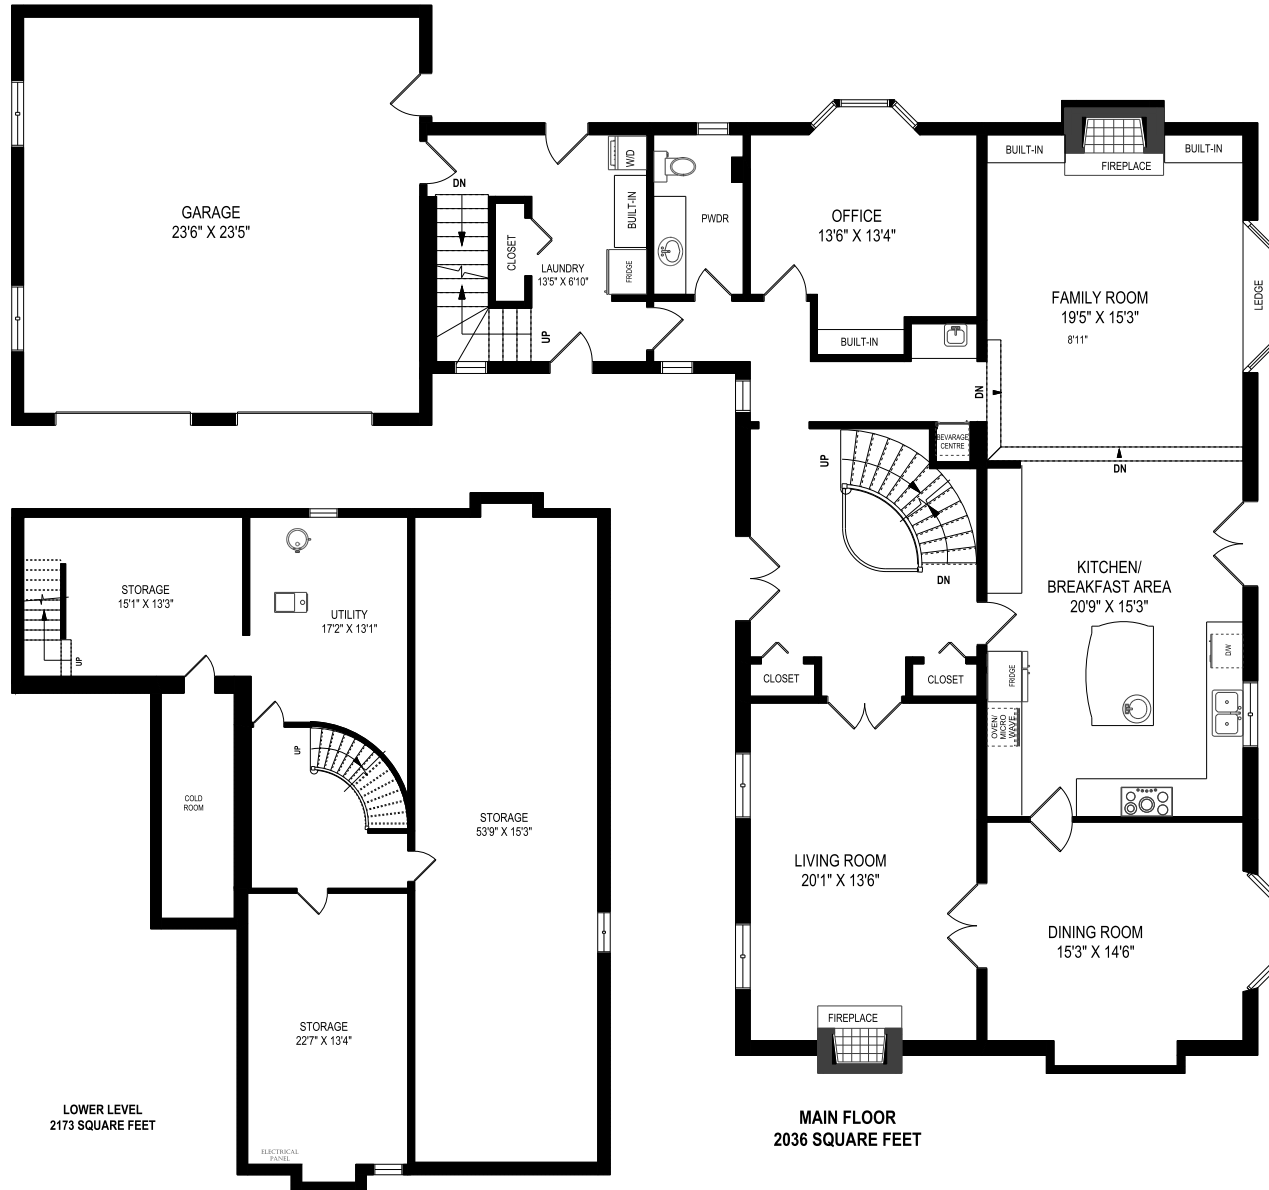 GARAGE
23'6" X 23'5"
DN
W/D
BUILT-IN
FRIDGE
CLOSET
LAUNDRY
13'5" X 6'10"
UP
PWDR
OFFICE
13'6" X 13'4"
BUILT-IN
BUILT-IN
FIREPLACE
BUILT-IN
FAMILY ROOM
19'5" X 15'3"
8'11"
LEDGE
DN
DN
BEVARAGE
CENTRE
UP
DN
KITCHEN/
BREAKFAST AREA
20'9" X 15'3"
FRIDGE
OVEN/
MICRO
WAVE
D/W
CLOSET
CLOSET
LIVING ROOM
20'1" X 13'6"
FIREPLACE
DINING ROOM
15'3" X 14'6"
MAIN FLOOR
2036 SQUARE FEET
STORAGE
15'1" X 13'3"
UP
UTILITY
17'2" X 13'1"
UP
COLD
ROOM
STORAGE
53'9" X 15'3"
STORAGE
22'7" X 13'4"
ELECTRICAL
PANEL
LOWER LEVEL
2173 SQUARE FEET